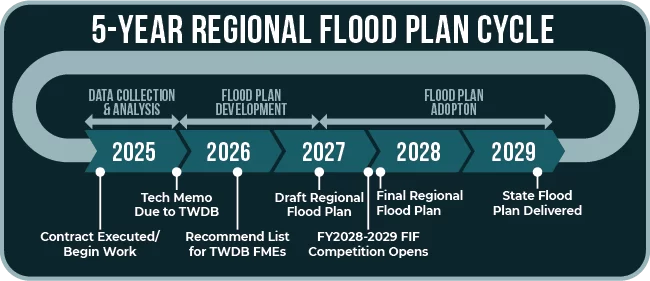 5-YEAR REGIONAL FLOOD PLAN CYCLE
DATA COLLECTION
& ANALYSIS
FLOOD PLAN
DEVELOPMENT
FLOOD PLAN
ADOPTON
2025
2026
2027
2028
2029
Tech Memo
Due to TWDB
Draft Regional
Flood Plan
Final Regional
Flood Plan
State Flood
Plan Delivered
Contract Executed/
Begin Work
Recommend List
for TWDB FMEs
FY2028-2029 FIF
Competition Opens